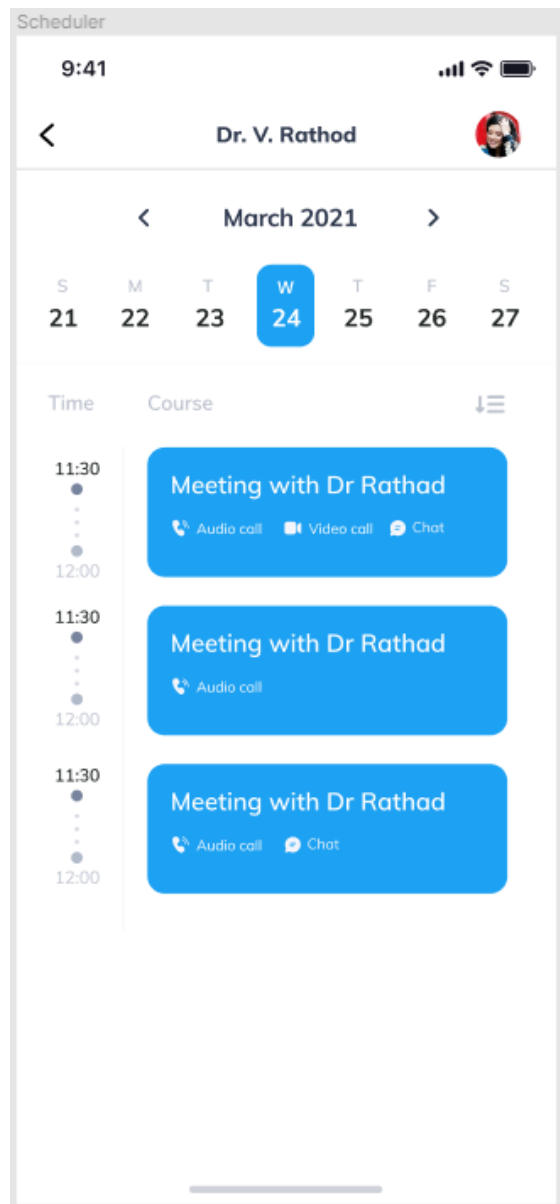 Scheduler
9:41
Dr. V. Rathod
March 2021
S M T W T F S
21 22 23 24 25 26 27
Time Course
11:30
Meeting with Dr Rathad
Audio call Video call Chat
12:00
11:30
Meeting with Dr Rathad
Audio call
12:00
11:30
Meeting with Dr Rathad
Audio call Chat
12:00